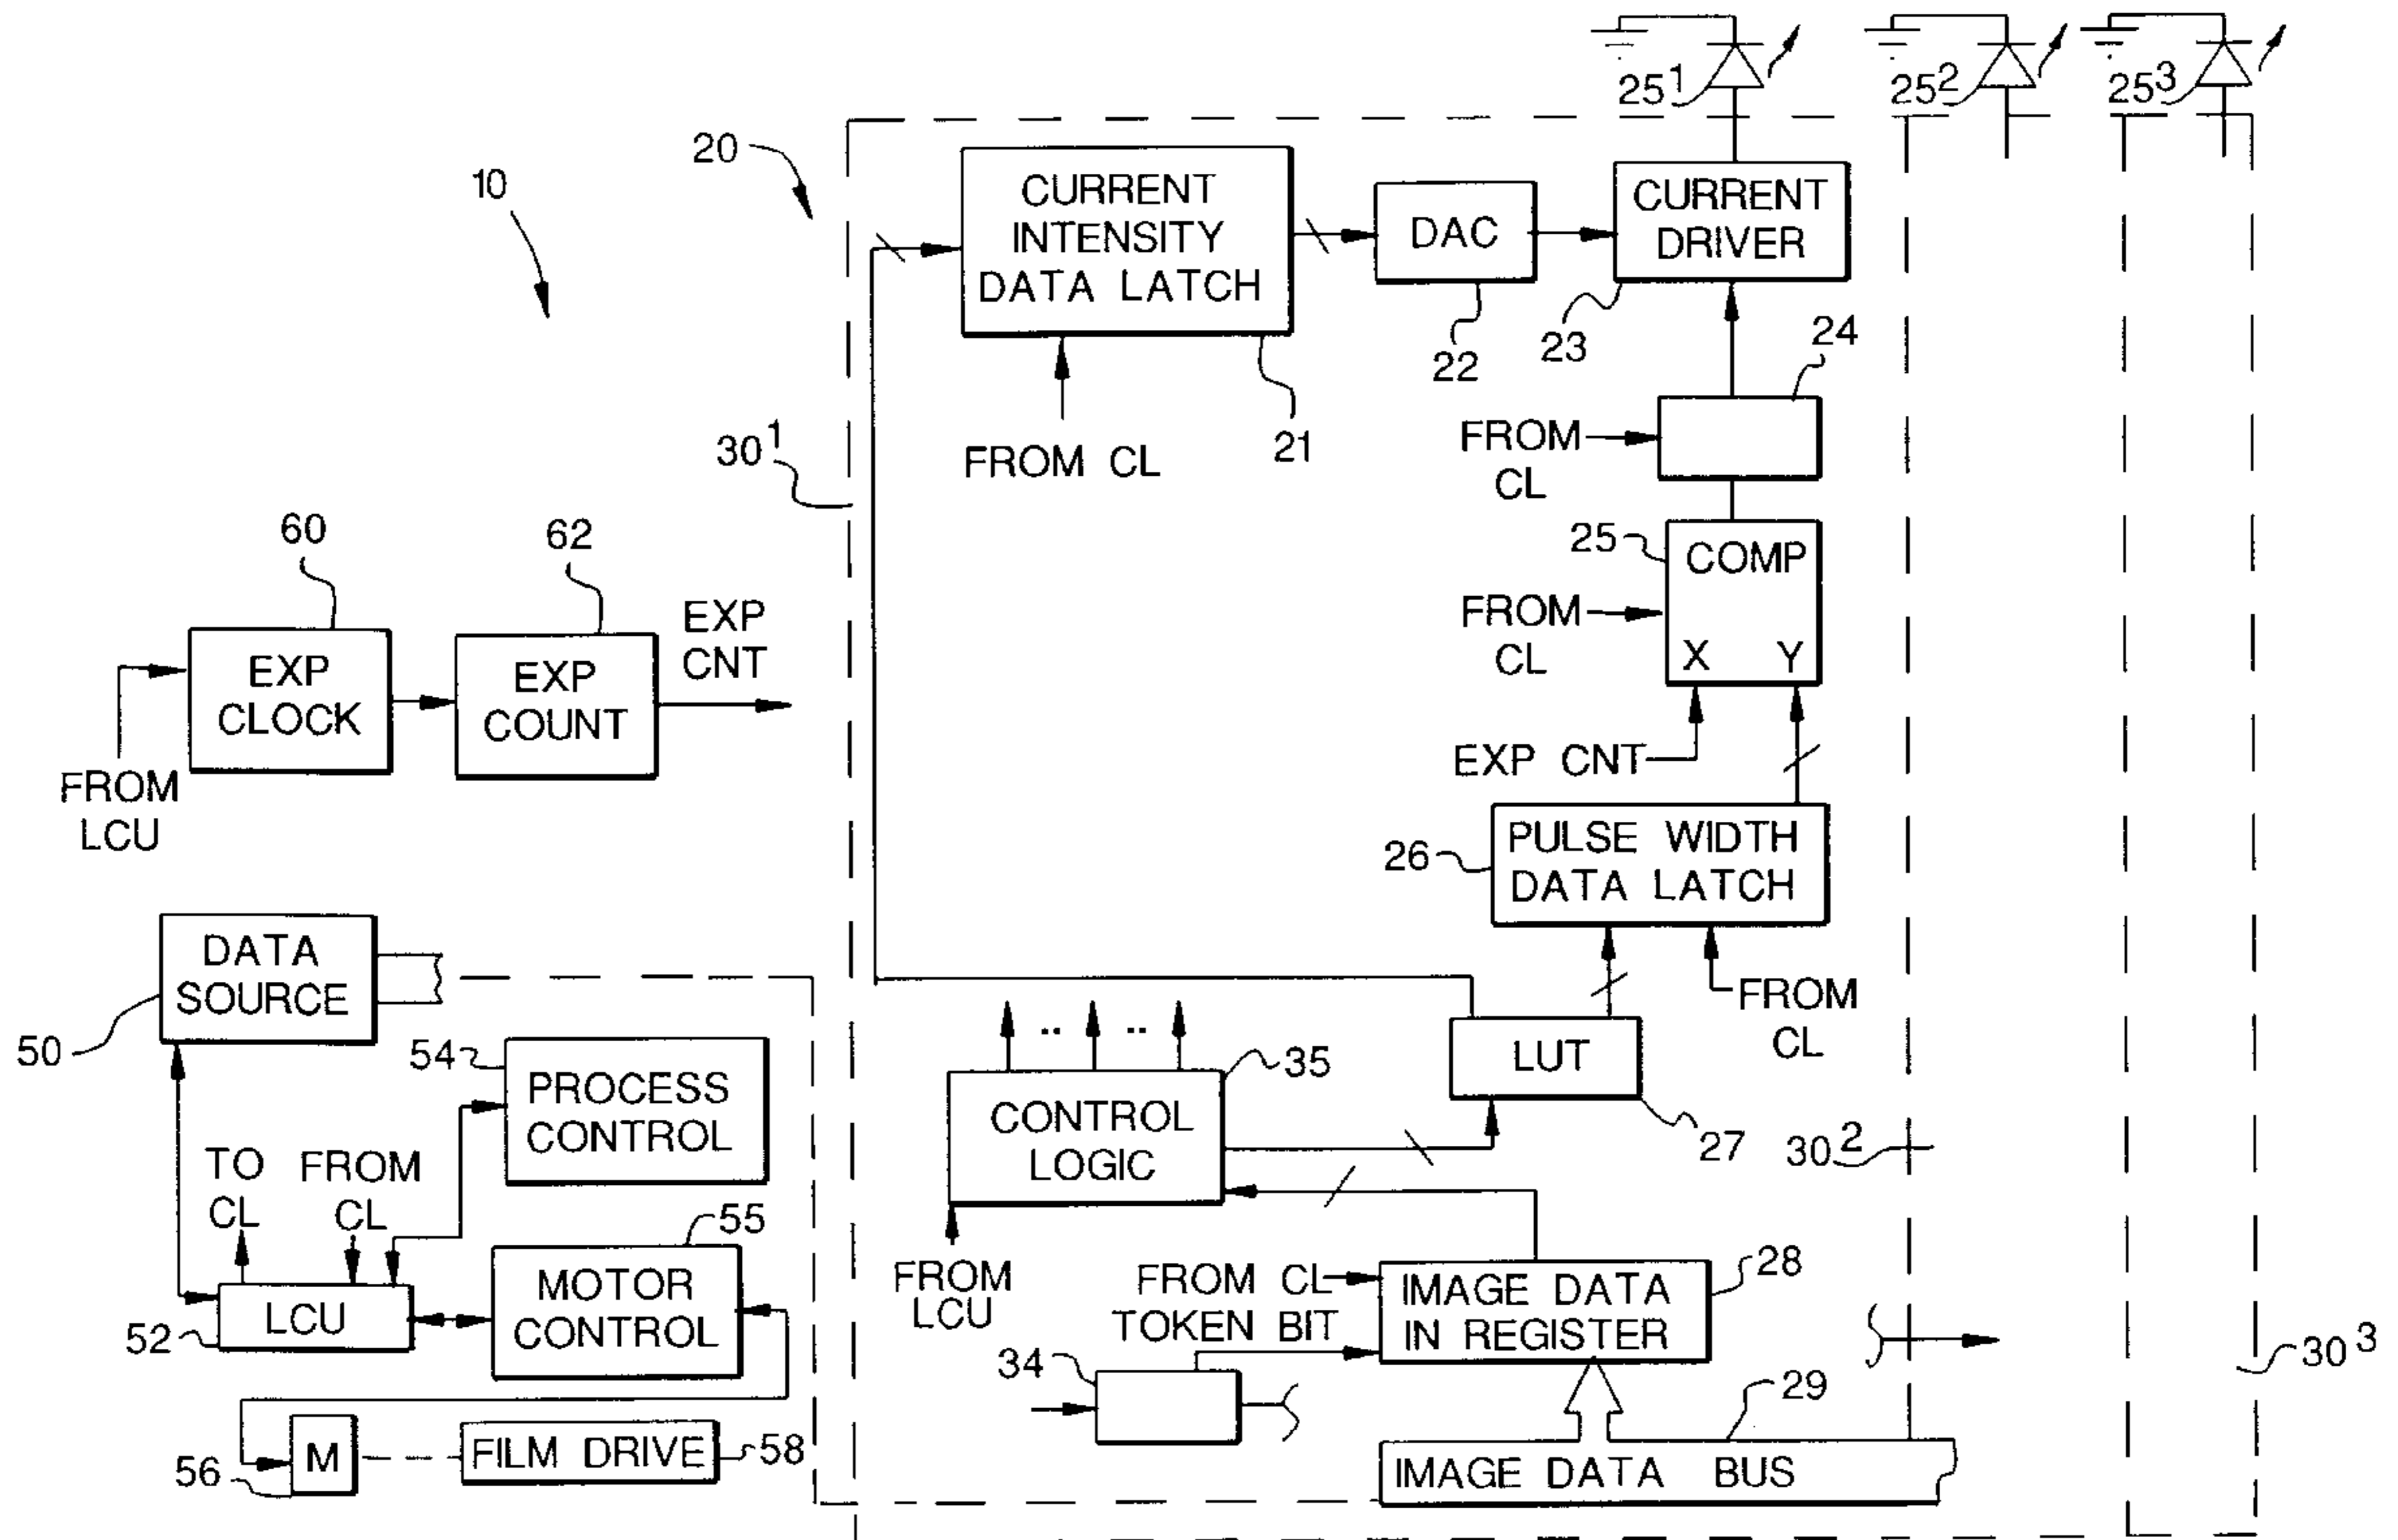 25¹
25²
25³
20
10
CURRENT
INTENSITY
DATA LATCH
DAC
CURRENT
DRIVER
22
23
24
21
FROM CL
30¹
FROM
CL
60
62
25
COMP
X Y
FROM
CL
EXP
CLOCK
EXP
COUNT
EXP
CNT
FROM
LCU
EXP CNT
26
PULSE WIDTH
DATA LATCH
FROM
CL
DATA
SOURCE
50
54
PROCESS
CONTROL
35
CONTROL
LOGIC
LUT
27
30²
TO
CL
FROM
CL
55
MOTOR
CONTROL
LCU
52
FROM
LCU
FROM CL
TOKEN BIT
IMAGE DATA
IN REGISTER
28
34
29
30³
56
M
FILM DRIVE
58
IMAGE DATA BUS